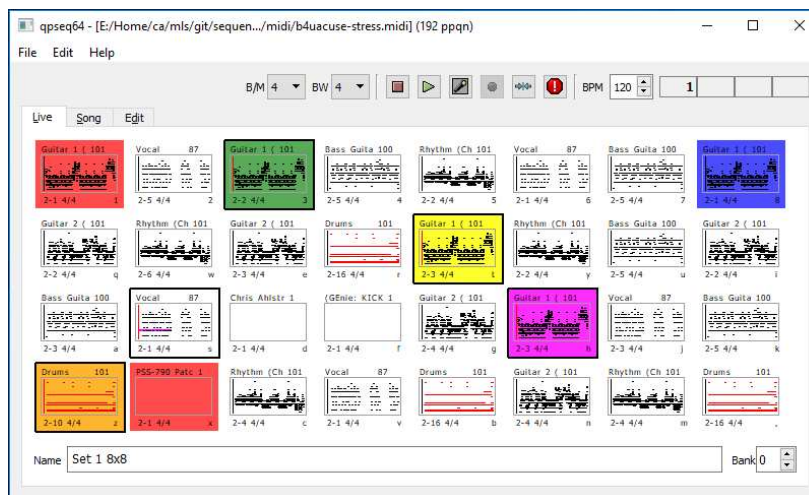 qpseq64 - [E:/Home/ca/mls/git/sequen.../midi/b4uacuse-stress.midi] (192 ppqn)
File Edit Help
B/M 4 BW 4 BPM 120 1
Live Song Edit
Guitar 1 ( 101 Vocal 87 Guitar 1 ( 101 Bass Guita 100 Rhythm (Ch 101 Vocal 87 Bass Guita 100 Guitar 1 ( 101
2-1 4/4 1 2-5 4/4 2 2-2 4/4 3 2-5 4/4 4 2-2 4/4 5 2-1 4/4 6 2-5 4/4 7 2-1 4/4 8
Guitar 2 ( 101 Rhythm (Ch 101 Guitar 2 ( 101 Drums 101 Guitar 1 ( 101 Rhythm (Ch 101 Bass Guita 100 Guitar 2 ( 101
2-2 4/4 q 2-6 4/4 w 2-3 4/4 e 2-16 4/4 r 2-3 4/4 t 2-2 4/4 y 2-5 4/4 u 2-2 4/4 i
Bass Guita 100 Vocal 87 Chris Ahlstr 1 (GEnie: KICK 1 Guitar 2 ( 101 Guitar 1 ( 101 Vocal 87 Bass Guita 100
2-3 4/4 a 2-1 4/4 s 2-1 4/4 d 2-1 4/4 f 2-4 4/4 g 2-3 4/4 h 2-3 4/4 j 2-5 4/4 k
Drums 101 PSS-790 Patc 1 Rhythm (Ch 101 Vocal 87 Drums 101 Guitar 2 ( 101 Rhythm (Ch 101 Drums 101
2-10 4/4 z 2-1 4/4 x 2-4 4/4 c 2-1 4/4 v 2-16 4/4 b 2-4 4/4 n 2-4 4/4 m 2-16 4/4 ,
Name Set 1 8x8 Bank 0